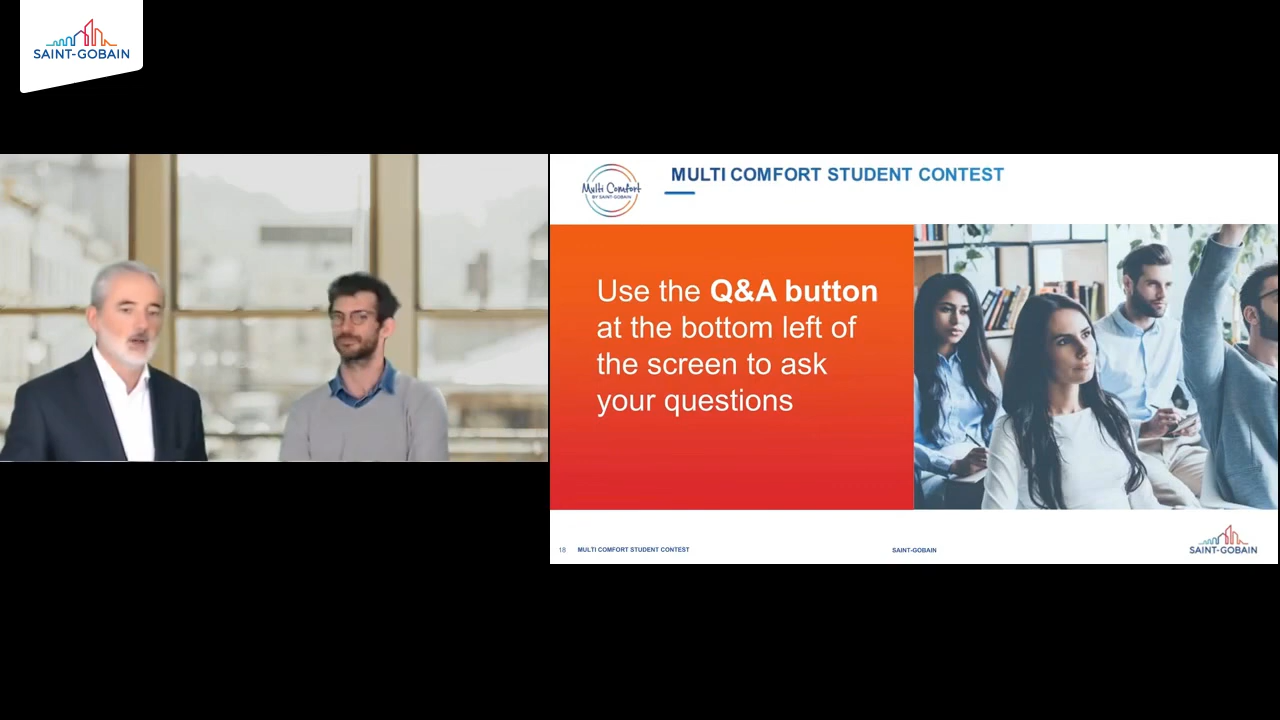 SAINT-GOBAIN
Multi Comfort
BY SAINT-GOBAIN
MULTI COMFORT STUDENT CONTEST
Use the Q&A button
at the bottom left of
the screen to ask
your questions
18 MULTI COMFORT STUDENT CONTEST SAINT-GOBAIN
SAINT-GOBAIN